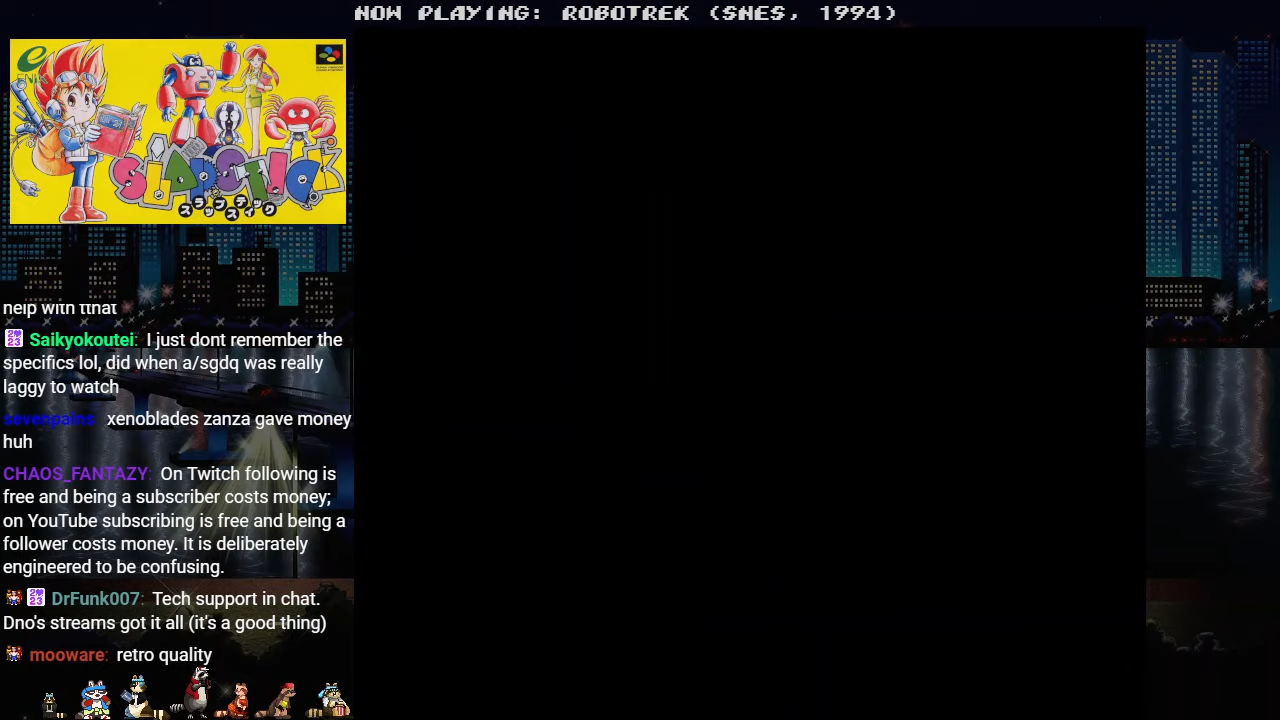 NOW PLAYING: ROBOTREK (SNES, 1994)
ENIX
SLAPSTICK
スラップスティック
help with ttnat
Saikyokoutei: I just dont remember the
specifics lol, did when a/sgdq was really
laggy to watch
sevenpains xenoblades zanza gave money
huh
CHAOS_FANTAZY: On Twitch following is
free and being a subscriber costs money;
on YouTube subscribing is free and being a
follower costs money. It is deliberately
engineered to be confusing.
DrFunk007: Tech support in chat.
Dno's streams got it all (it's a good thing)
mooware: retro quality